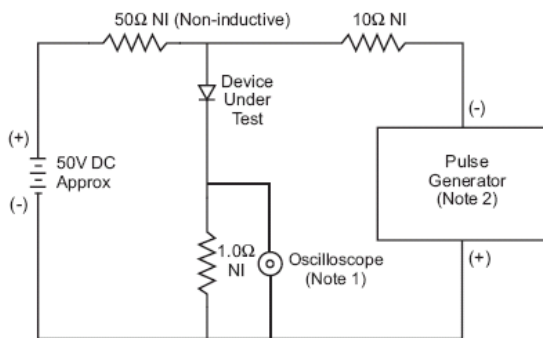 50Ω NI (Non-inductive)
10Ω NI
Device
Under
Test
(+)
50V DC
Approx
(-)
1.0Ω
NI
Oscilloscope
(Note 1)
(-)
Pulse
Generator
(Note 2)
(+)